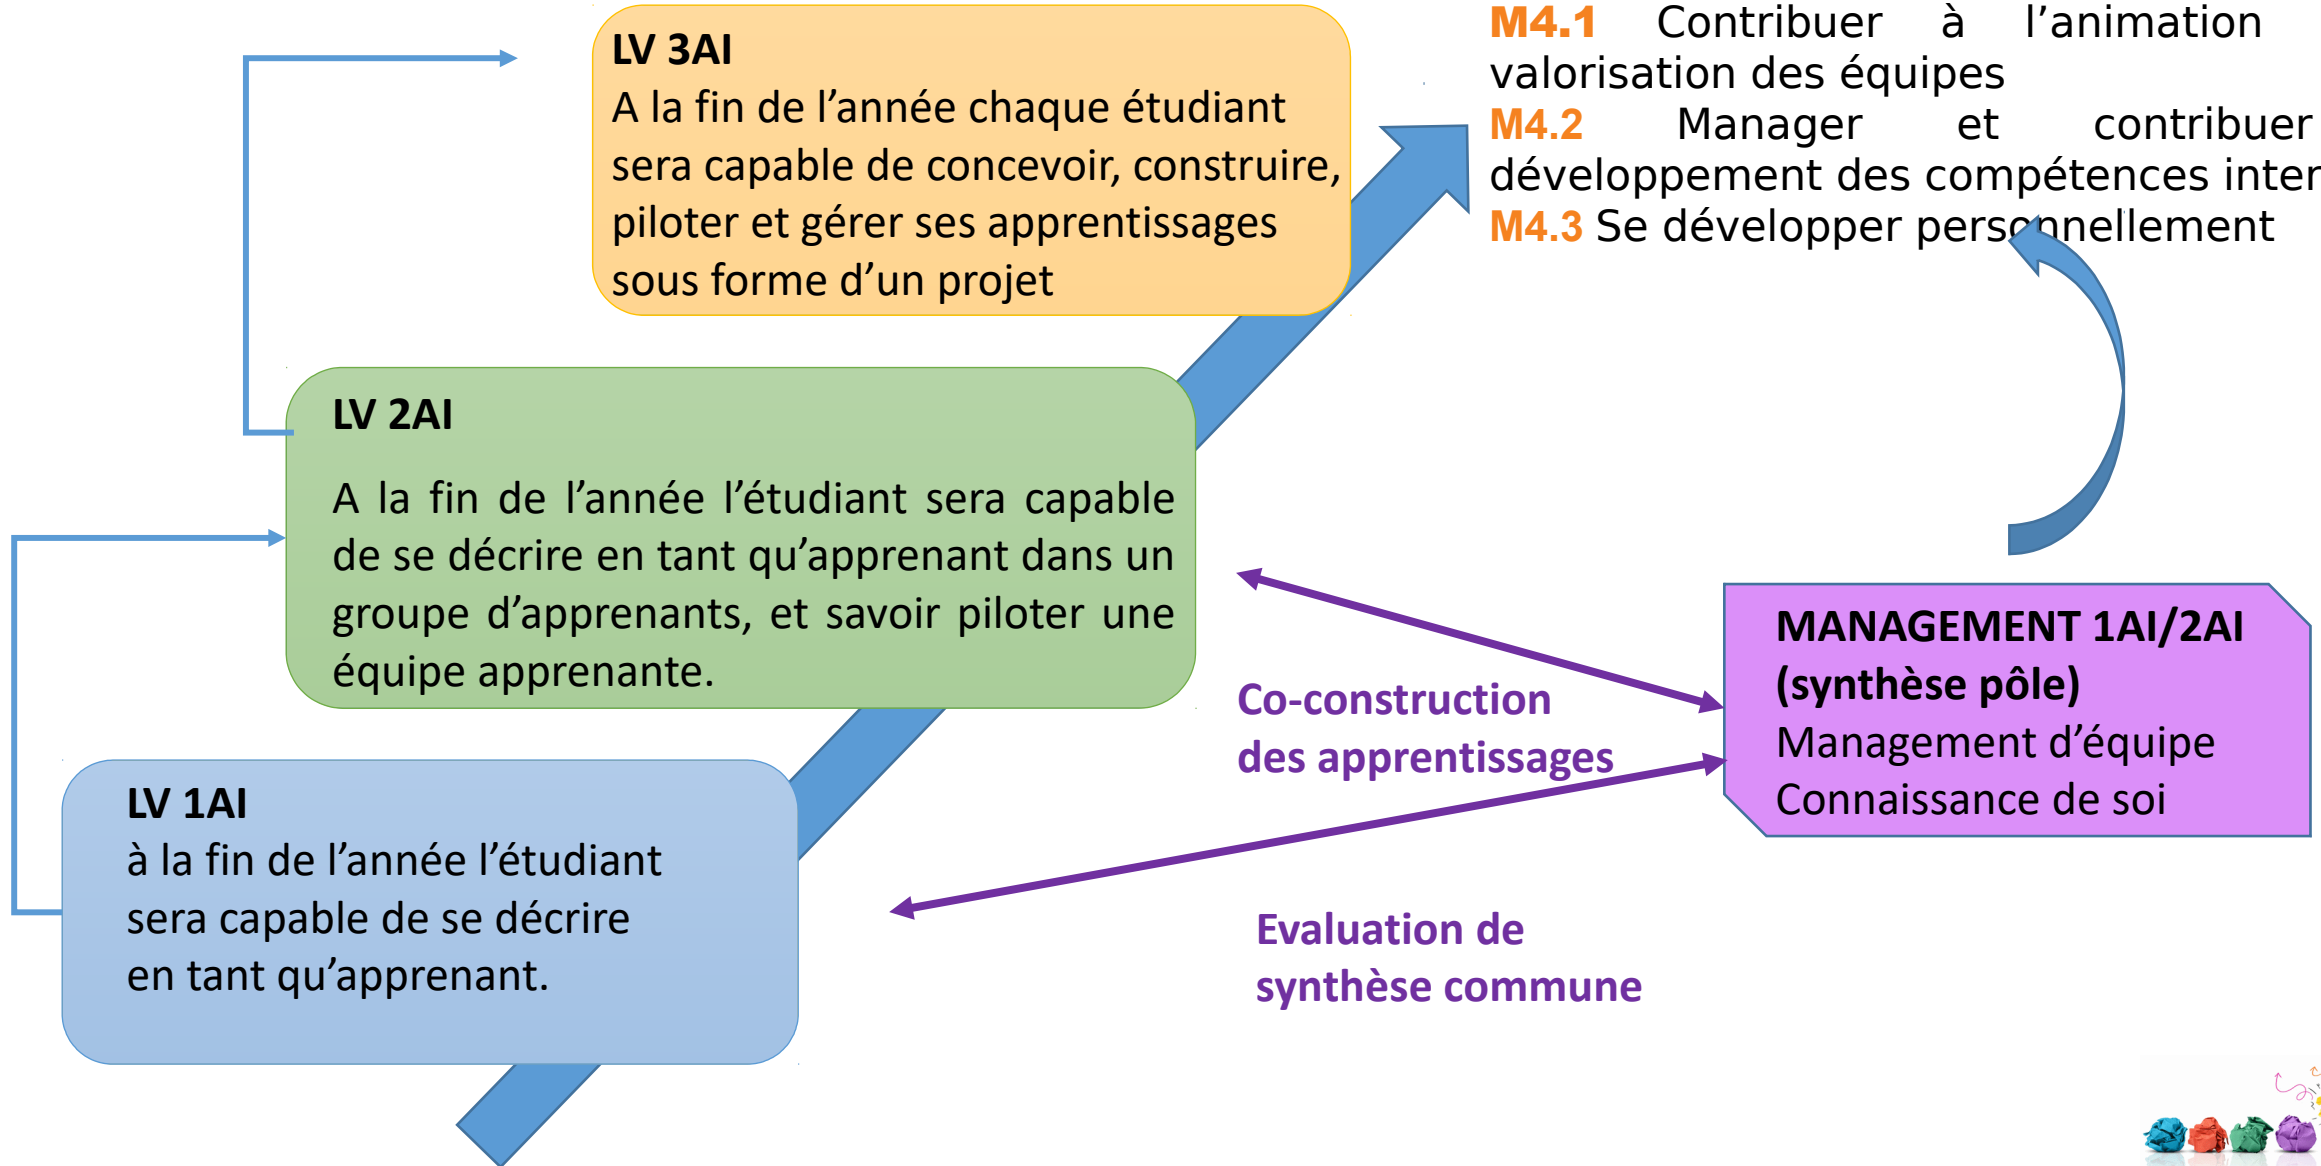 LV 3AI
A la fin de l’année chaque étudiant
sera capable de concevoir, construire,
piloter et gérer ses apprentissages
sous forme d’un projet
M4.1 Contribuer à l’animation
valorisation des équipes
M4.2 Manager et contribuer
développement des compétences inter
M4.3 Se développer personnellement
LV 2AI
A la fin de l’année l’étudiant sera capable
de se décrire en tant qu’apprenant dans un
groupe d’apprenants, et savoir piloter une
équipe apprenante.
Co-construction
des apprentissages
MANAGEMENT 1AI/2AI
(synthèse pôle)
Management d’équipe
Connaissance de soi
LV 1AI
à la fin de l’année l’étudiant
sera capable de se décrire
en tant qu’apprenant.
Evaluation de
synthèse commune